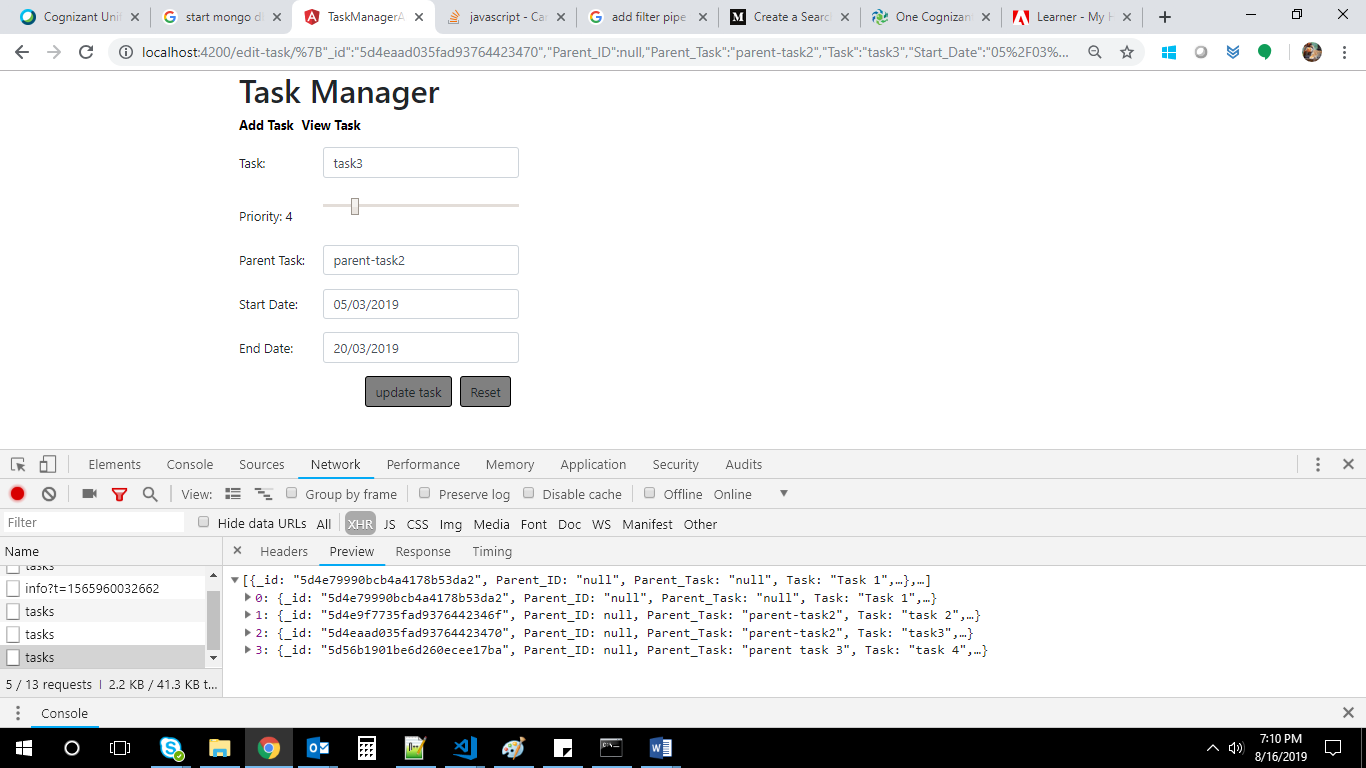 Cognizant Unif
start mongo d
TaskManagerA
javascript - Can
add filter pipe
Create a Search
One Cognizant
Learner - My H
localhost:4200/edit-task/%7B"_id":"5d4eaad035fad93764423470","Parent_ID":null,"Parent_Task":"parent-task2","Task":"task3","Start_Date":"05%2F03%...
Task Manager
Add Task View Task
Task: task3
Priority: 4
Parent Task: parent-task2
Start Date: 05/03/2019
End Date: 20/03/2019
update task Reset
Elements Console Sources Network Performance Memory Application Security Audits
View: Group by frame Preserve log Disable cache Offline Online
Filter Hide data URLs All XHR JS CSS Img Media Font Doc WS Manifest Other
Name
Headers Preview Response Timing
tasks
info?t=1565960032662
tasks
tasks
tasks
[{_id: "5d4e79990bcb4a4178b53da2", Parent_ID: "null", Parent_Task: "null", Task: "Task 1",…},…]
0: {_id: "5d4e79990bcb4a4178b53da2", Parent_ID: "null", Parent_Task: "null", Task: "Task 1",…}
1: {_id: "5d4e9f7735fad9376442346f", Parent_ID: null, Parent_Task: "parent-task2", Task: "task 2",…}
2: {_id: "5d4eaad035fad93764423470", Parent_ID: null, Parent_Task: "parent-task2", Task: "task3",…}
3: {_id: "5d56b1901be6d260ecee17ba", Parent_ID: null, Parent_Task: "parent task 3", Task: "task 4",…}
5 / 13 requests | 2.2 KB / 41.3 KB t...
Console
7:10 PM
8/16/2019